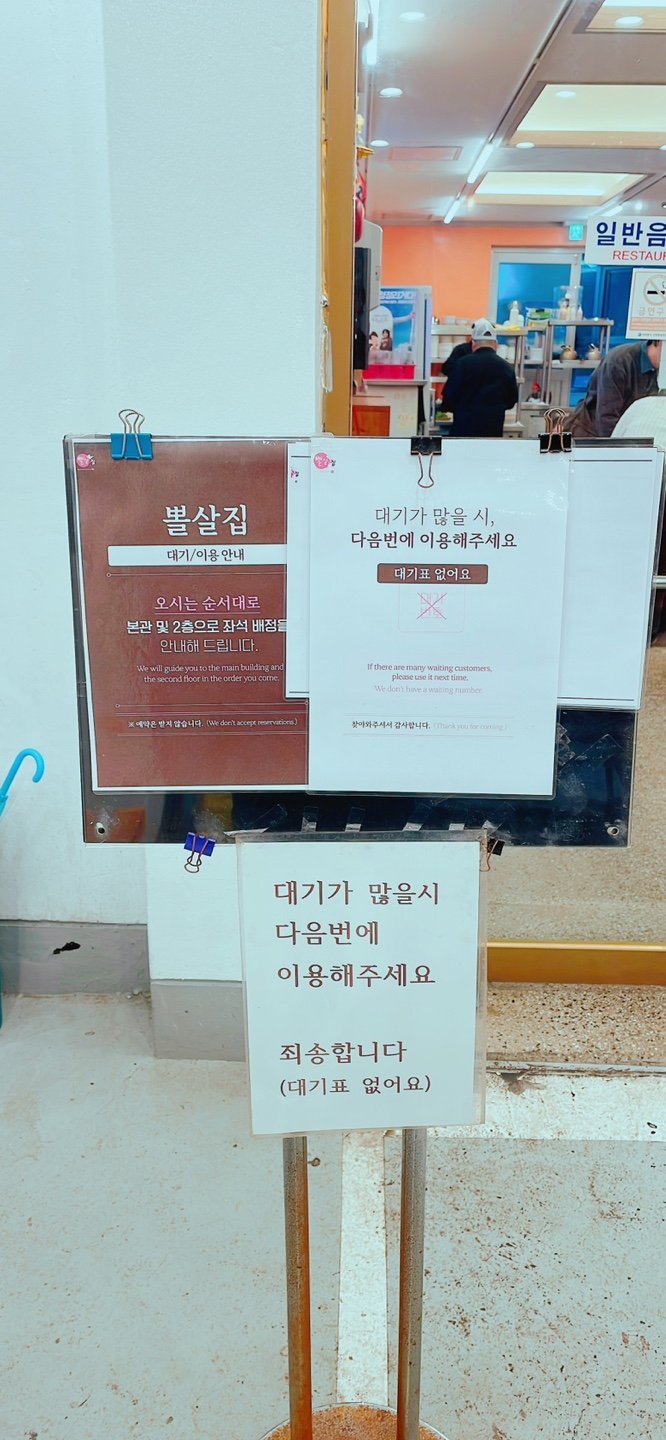 일반음
RESTAU
금연구
뽈살집
대기/이용 안내
오시는 순서대로
본관 및 2층으로 좌석 배정을
안내해 드립니다.
We will guide you to the main building and
the second floor in the order you come.
※ 예약은 받지 않습니다. (We don't accept reservations.)
대기가 많을 시,
다음번에 이용해주세요
대기표 없어요
If there are many waiting customers,
please use it next time.
We don't have a waiting number.
찾아와주셔서 감사합니다. (Thank you for coming.)
대기가 많을시
다음번에
이용해주세요
죄송합니다
(대기표 없어요)